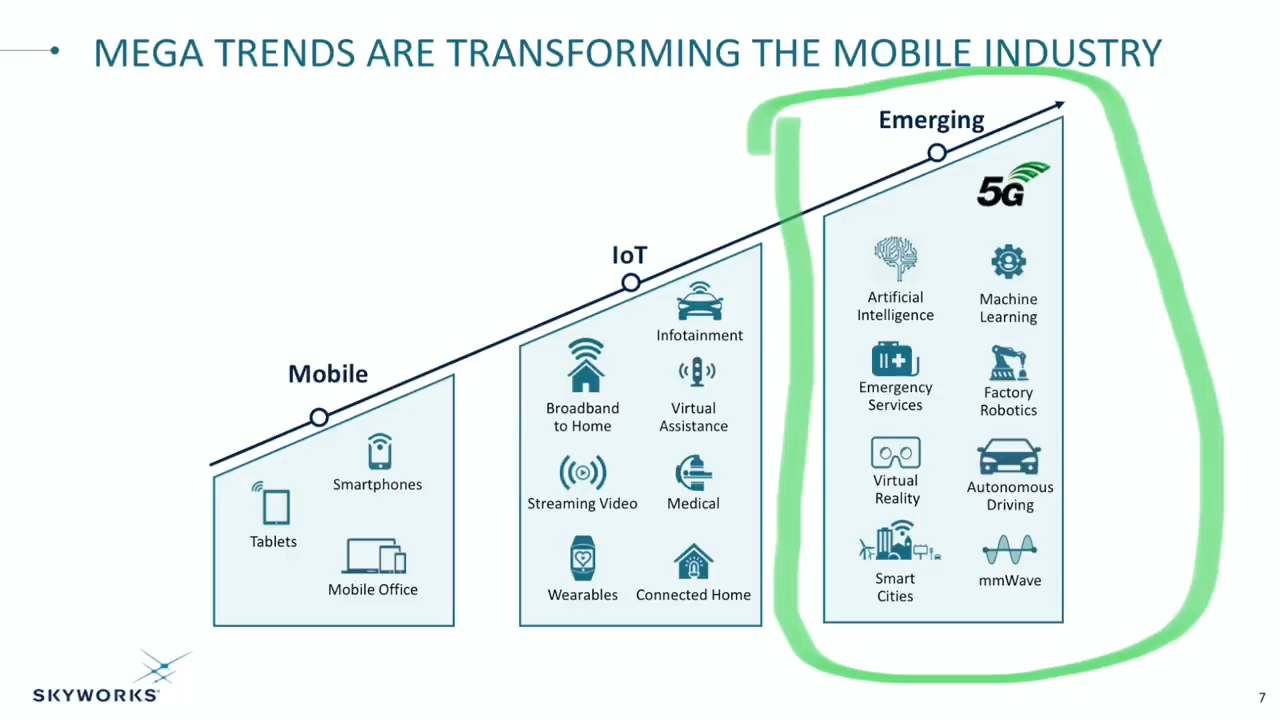 MEGA TRENDS ARE TRANSFORMING THE MOBILE INDUSTRY
Mobile
Smartphones
Tablets
Mobile Office
IoT
Infotainment
Broadband
to Home
Virtual
Assistance
Streaming Video
Medical
Wearables
Connected Home
Emerging
5G
Artificial
Intelligence
Machine
Learning
Emergency
Services
Factory
Robotics
Virtual
Reality
Autonomous
Driving
Smart
Cities
mmWave
SKYWORKS
7